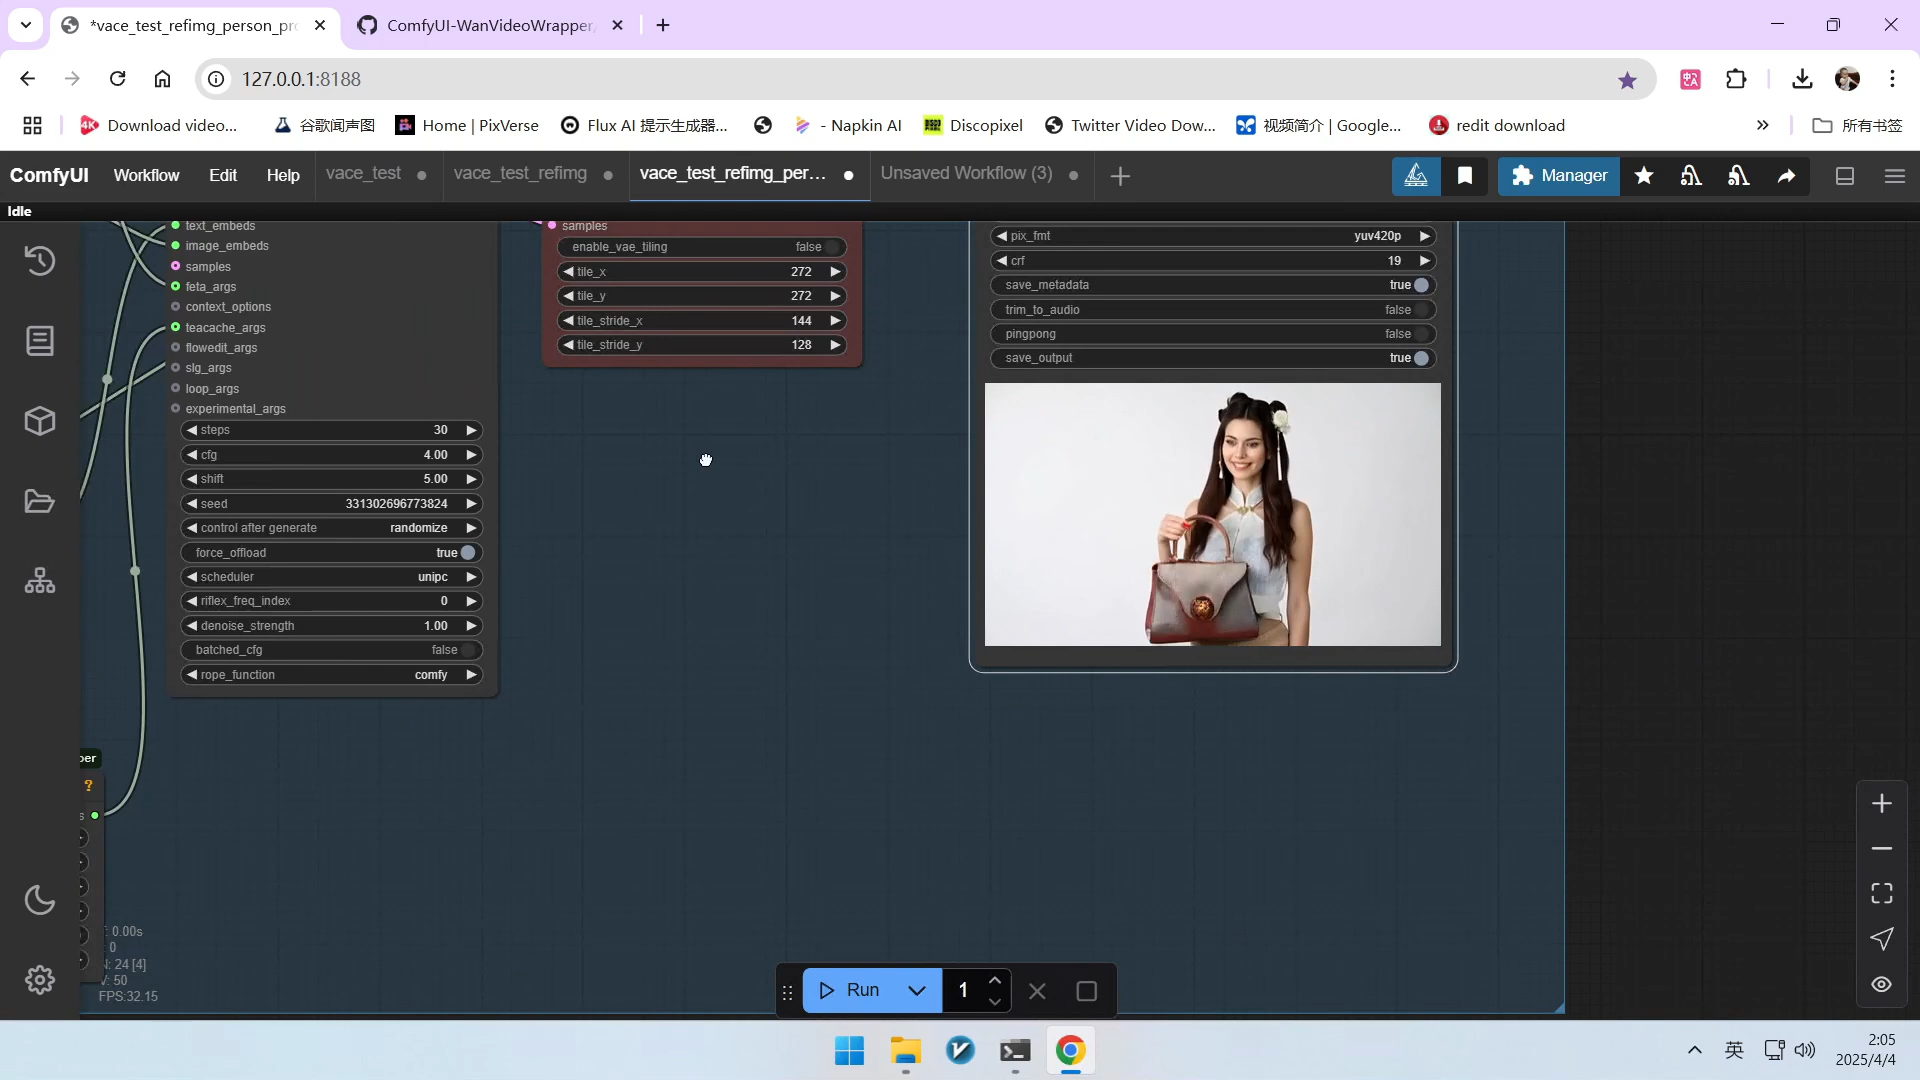 *vace_test_refimg_person_pro
ComfyUI-WanVideoWrapper/
127.0.0.1:8188
Download video...
谷歌闻声图
Home | PixVerse
Flux AI 提示生成器...
- Napkin AI
Discopixel
Twitter Video Dow...
视频简介 | Google...
redit download
所有书签
ComfyUI
Workflow
Edit
Help
vace_test
vace_test_refimg
vace_test_refimg_per...
Unsaved Workflow (3)
Manager
Idle
text_embeds
image_embeds
samples
feta_args
context_options
teacache_args
flowedit_args
slg_args
loop_args
experimental_args
steps 30
cfg 4.00
shift 5.00
seed 331302696773824
control after generate randomize
force_offload true
scheduler unipc
riflex_freq_index 0
denoise_strength 1.00
batched_cfg false
rope_function comfy
samples
enable_vae_tiling false
tile_x 272
tile_y 272
tile_stride_x 144
tile_stride_y 128
pix_fmt yuv420p
crf 19
save_metadata true
trim_to_audio false
pingpong false
save_output true
per
?
s
: 0.00s
: 0
N: 24 [4]
V: 50
FPS:32.15
Run
1
英
2:05
2025/4/4